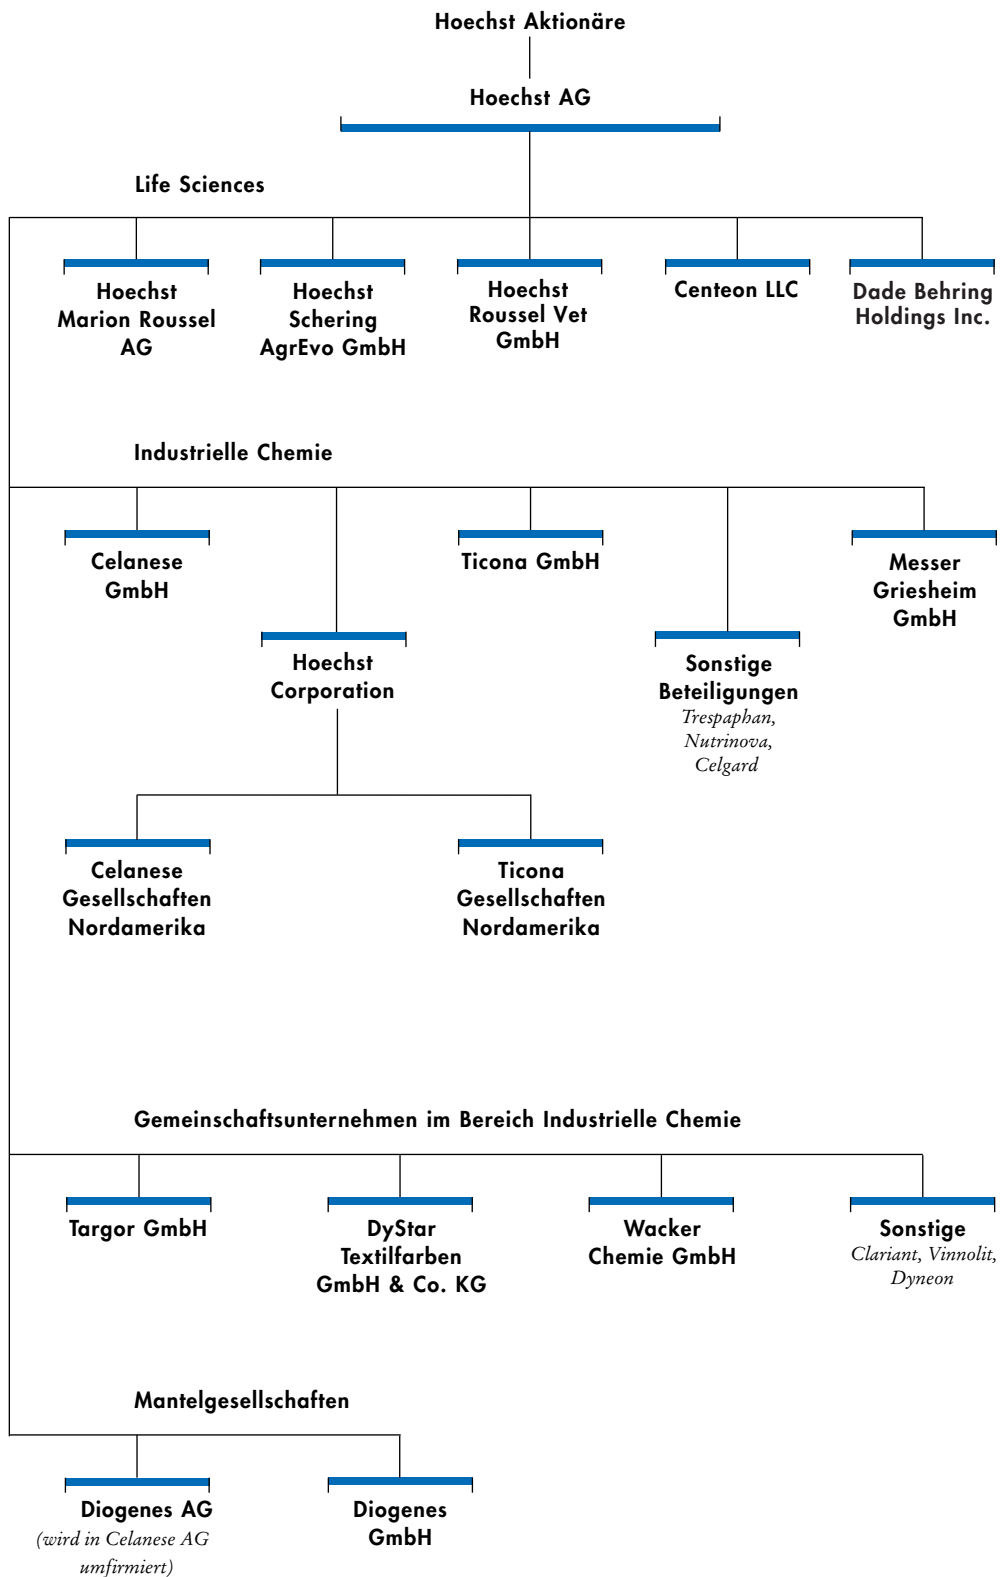 Hoechst Aktionäre
Hoechst AG
Life Sciences
Hoechst
Marion Roussel
AG
Hoechst
Schering
AgrEvo GmbH
Hoechst
Roussel Vet
GmbH
Centeon LLC
Dade Behring
Holdings Inc.
Industrielle Chemie
Celanese
GmbH
Hoechst
Corporation
Ticona GmbH
Sonstige
Beteiligungen
Trespaphan,
Nutrinova,
Celgard
Messer
Griesheim
GmbH
Celanese
Gesellschaften
Nordamerika
Ticona
Gesellschaften
Nordamerika
Gemeinschaftsunternehmen im Bereich Industrielle Chemie
Targor GmbH
DyStar
Textilfarben
GmbH & Co. KG
Wacker
Chemie GmbH
Sonstige
Clariant, Vinnolit,
Dyneon
Mantelgesellschaften
Diogenes AG
(wird in Celanese AG
umfirmiert)
Diogenes
GmbH